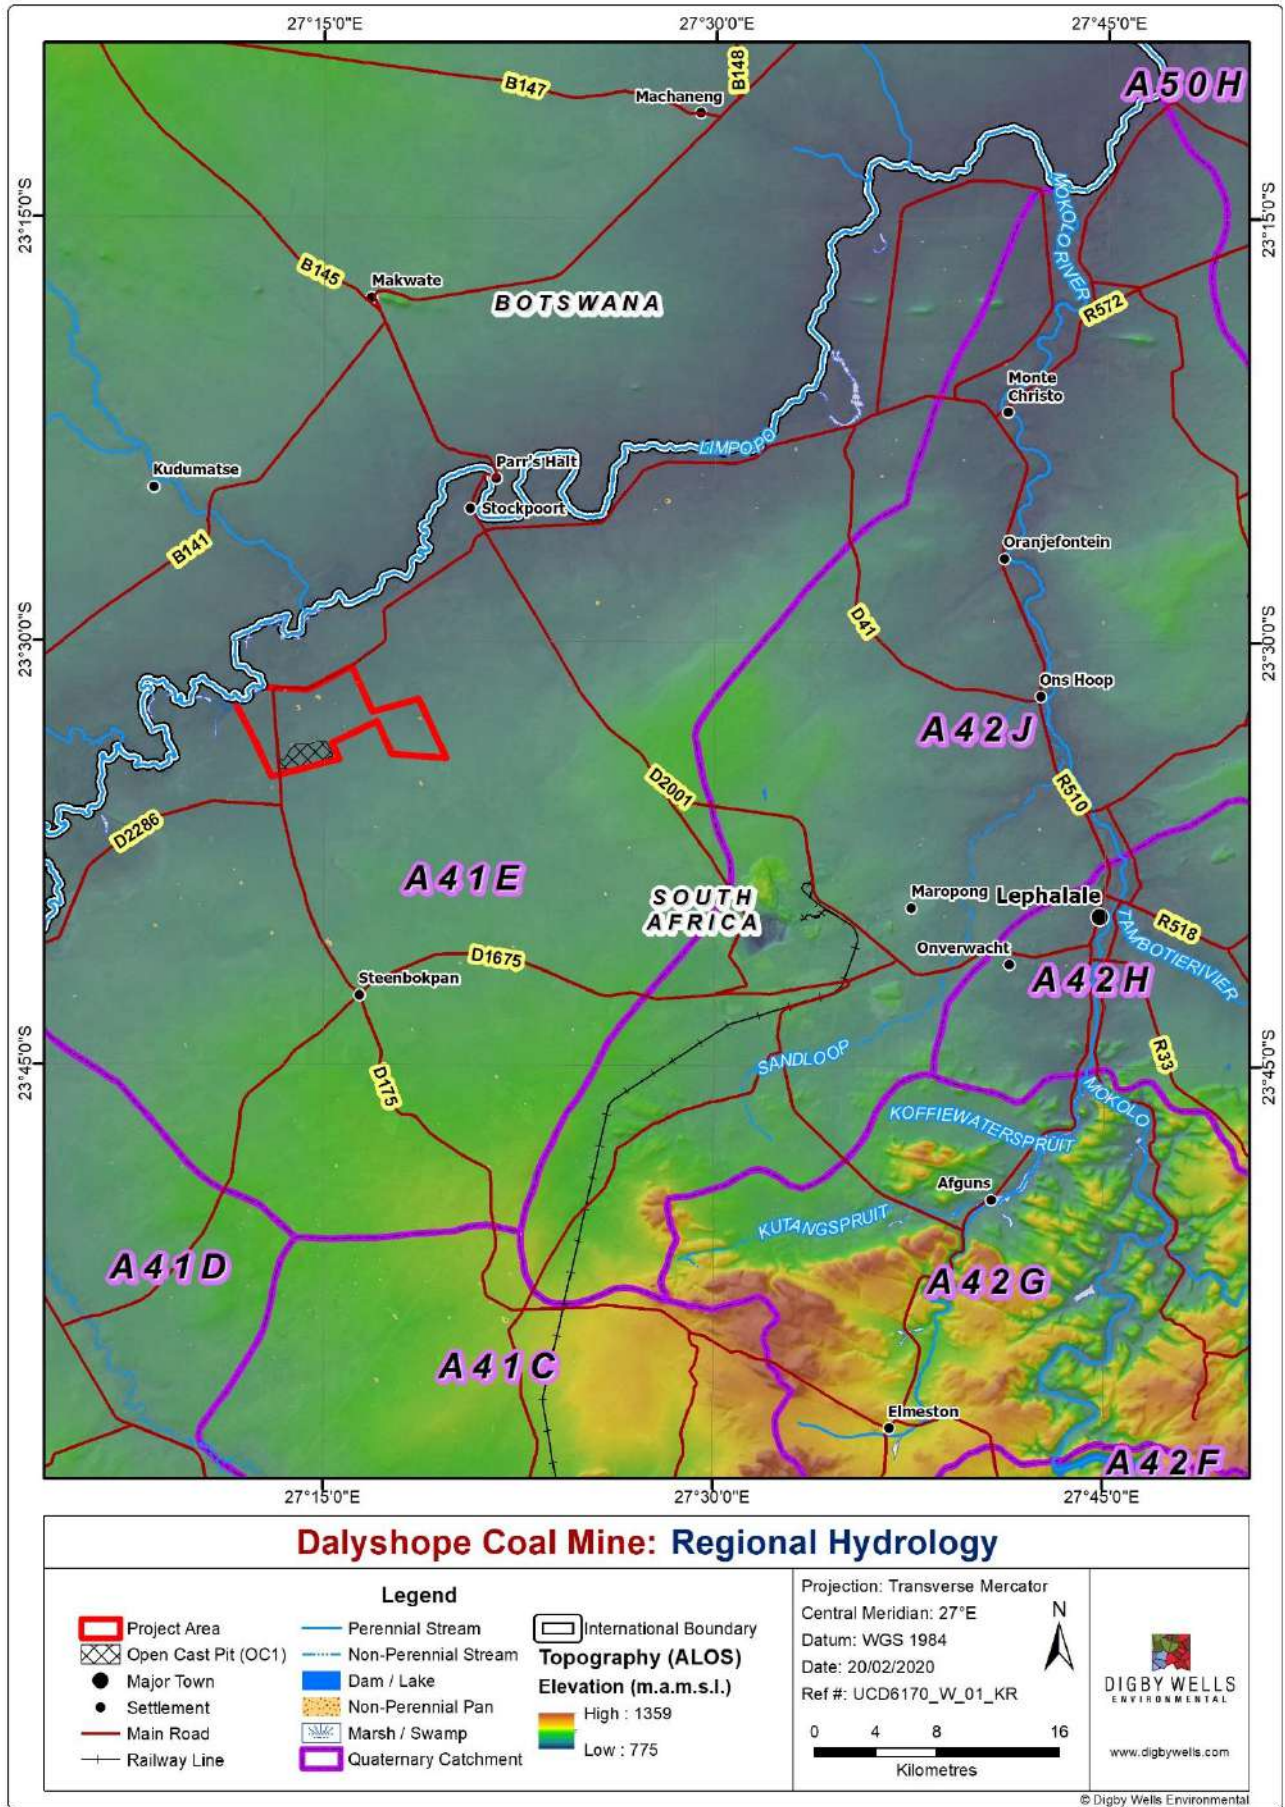 27°15'0"E
27°30'0"E
27°45'0"E
A50H
B148
B147
Machaneng
23°15'0"S
23°15'0"S
MOKOLO RIVER
B145
Makwate
BOTSWANA
R572
Monte
Christo
LIMPOPO
Parr's Halt
Kudumatse
Stockpoort
B141
Oranjefontein
D41
23°30'0"S
23°30'0"S
Ons Hoop
A42J
D2001
R510
D2286
A41E
SOUTH
AFRICA
Maropong
Lephalale
R518
TAMBOTIERIVIER
Onverwacht
D1675
Steenbokpan
A42H
23°45'0"S
23°45'0"S
SANDLOOP
R33
D175
MOKOLO
KOFFIEWATERSPRUIT
Afguns
KUTANGSPRUIT
A41D
A42G
A41C
Elmeston
A42F
27°15'0"E
27°30'0"E
27°45'0"E
Dalyshope Coal Mine: Regional Hydrology
Legend
Project Area
Open Cast Pit (OC1)
Major Town
Settlement
Main Road
Railway Line
Perennial Stream
Non-Perennial Stream
Dam / Lake
Non-Perennial Pan
Marsh / Swamp
Quaternary Catchment
International Boundary
Topography (ALOS)
Elevation (m.a.m.s.l.)
High : 1359
Low : 775
Projection: Transverse Mercator
Central Meridian: 27°E
Datum: WGS 1984
Date: 20/02/2020
Ref #: UCD6170_W_01_KR
N
0 4 8 16
Kilometres
DIGBY WELLS
ENVIRONMENTAL
www.digbywells.com
© Digby Wells Environmental